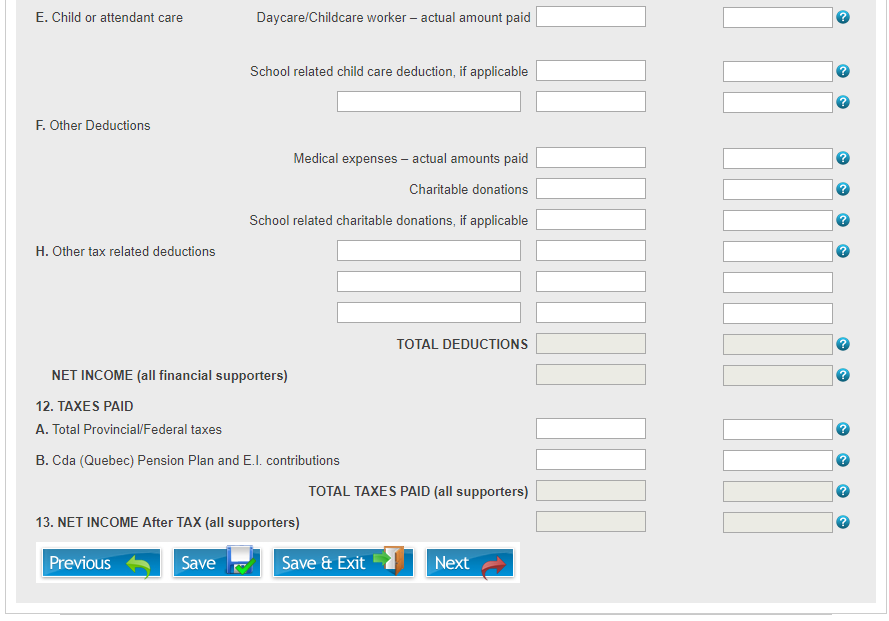 E. Child or attendant care Daycare/Childcare worker – actual amount paid ?
School related child care deduction, if applicable ?
?
F. Other Deductions
Medical expenses – actual amounts paid ?
Charitable donations ?
School related charitable donations, if applicable ?
H. Other tax related deductions ?
TOTAL DEDUCTIONS ?
NET INCOME (all financial supporters) ?
12. TAXES PAID
A. Total Provincial/Federal taxes ?
B. Cda (Quebec) Pension Plan and E.I. contributions ?
TOTAL TAXES PAID (all supporters) ?
13. NET INCOME After TAX (all supporters) ?
Previous Save Save & Exit Next